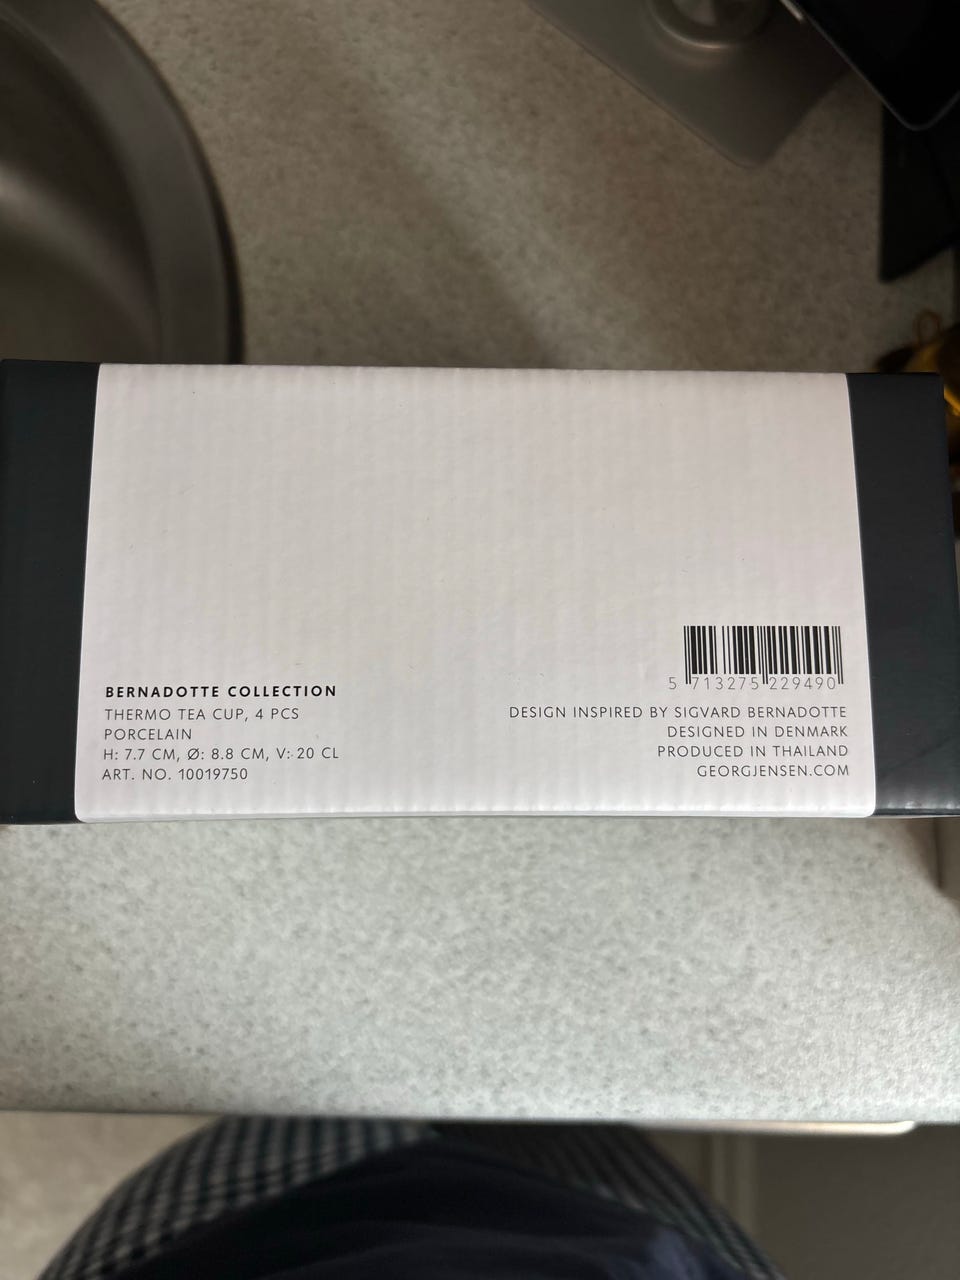 BERNADOTTE COLLECTION
THERMO TEA CUP, 4 PCS
PORCELAIN
H: 7.7 CM, Ø: 8.8 CM, V: 20 CL
ART. NO. 10019750
5 713275 229490
DESIGN INSPIRED BY SIGVARD BERNADOTTE
DESIGNED IN DENMARK
PRODUCED IN THAILAND
GEORGJENSEN.COM